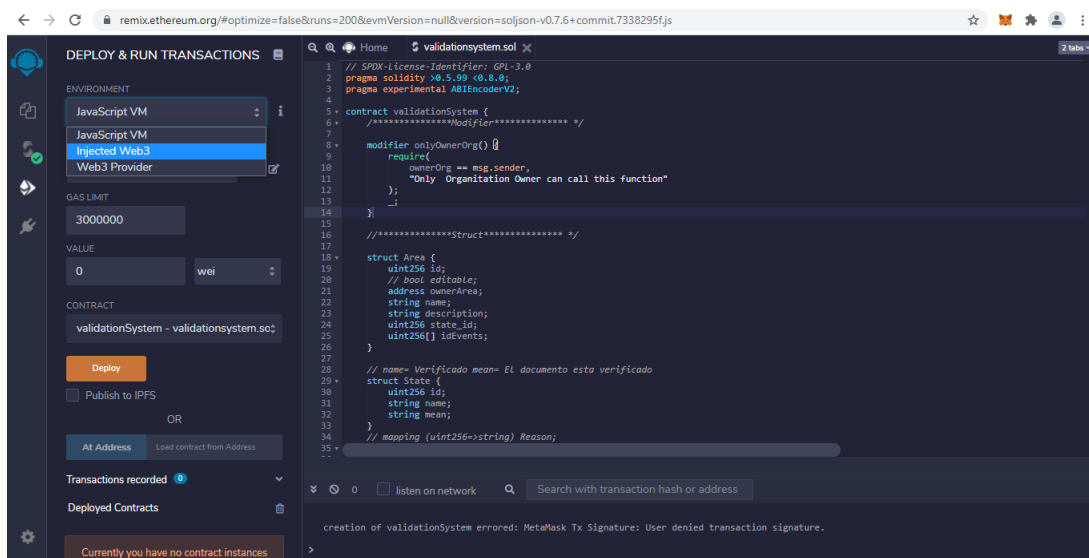 remix.ethereum.org/#optimize=false&runs=200&evmVersion=null&version=soljson-v0.7.6+commit.7338295f.js
DEPLOY & RUN TRANSACTIONS
ENVIRONMENT
JavaScript VM
i
JavaScript VM
Injected Web3
Web3 Provider
GAS LIMIT
3000000
VALUE
0
wei
CONTRACT
validationSystem - validationsystem.so
Deploy
Publish to IPFS
OR
At Address
Load contract from Address
Transactions recorded 0
Deployed Contracts
Currently you have no contract instances
Home
validationsystem.sol
2 tabs
1 // SPDX-License-Identifier: GPL-3.0
2 pragma solidity >0.5.99 <0.8.0;
3 pragma experimental ABIEncoderV2;
4
5 contract validationSystem {
6 /***************Modifier************** */
7
8 modifier onlyOwnerOrg() {
9 require(
10 ownerOrg == msg.sender,
11 "Only  Organitation Owner can call this function"
12 );
13 _;
14 }
15
16 //**************Struct*************** */
17
18 struct Area {
19 uint256 id;
20 // bool editable;
21 address ownerArea;
22 string name;
23 string description;
24 uint256 state_id;
25 uint256[] idEvents;
26 }
27
28 // name= Verificado mean= El documento esta verificado
29 struct State {
30 uint256 id;
31 string name;
32 string mean;
33 }
34 // mapping (uint256=>string) Reason;
35
0
listen on network
Search with transaction hash or address
creation of validationSystem errored: MetaMask Tx Signature: User denied transaction signature.
>